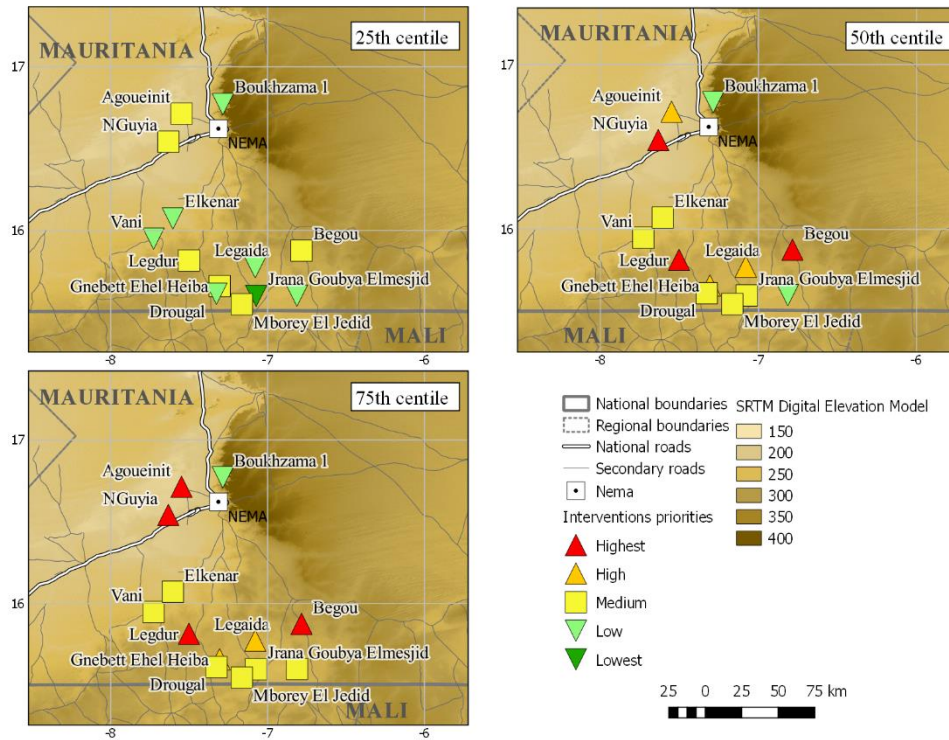 25th centile
MAURITANIA
17
Boukhzama 1
Agoueinit
NGuyia
NEMA
16
Elkenar
Vani
Begou
Legdur
Legaida
Gnebett Ehel Heiba
Jrana Goubya Elmesjid
Drougal
Mborey El Jedid
MALI
-8
-7
-6
50th centile
MAURITANIA
17
Boukhzama 1
Agoueinit
NGuyia
NEMA
16
Elkenar
Vani
Begou
Legdur
Legaida
Gnebett Ehel Heiba
Jrana Goubya Elmesjid
Drougal
Mborey El Jedid
MALI
-8
-7
-6
75th centile
MAURITANIA
17
Boukhzama 1
Agoueinit
NGuyia
NEMA
16
Elkenar
Vani
Begou
Legdur
Legaida
Gnebett Ehel Heiba
Jrana Goubya Elmesjid
Drougal
Mborey El Jedid
MALI
-8
-7
-6
National boundaries
Regional boundaries
National roads
Secondary roads
Nema
Interventions priorities
Highest
High
Medium
Low
Lowest
SRTM Digital Elevation Model
150
200
250
300
350
400
25 0 25 50 75 km